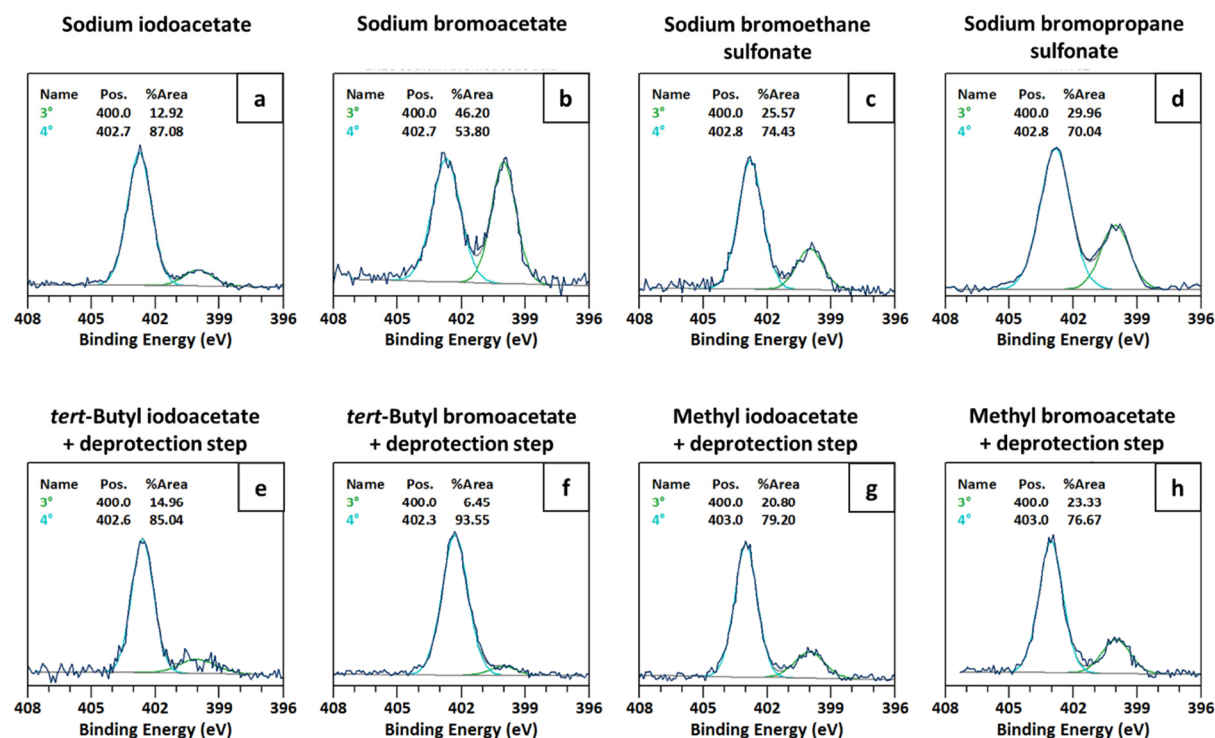 Sodium iodoacetate
Sodium bromoacetate
Sodium bromoethane
sulfonate
Sodium bromopropane
sulfonate
Name Pos. %Area
3° 400.0 12.92
4° 402.7 87.08
a
408 405 402 399 396
Binding Energy (eV)
Name Pos. %Area
3° 400.0 46.20
4° 402.7 53.80
b
408 405 402 399 396
Binding Energy (eV)
Name Pos. %Area
3° 400.0 25.57
4° 402.8 74.43
c
408 405 402 399 396
Binding Energy (eV)
Name Pos. %Area
3° 400.0 29.96
4° 402.8 70.04
d
408 405 402 399 396
Binding Energy (eV)
tert-Butyl iodoacetate
+ deprotection step
tert-Butyl bromoacetate
+ deprotection step
Methyl iodoacetate
+ deprotection step
Methyl bromoacetate
+ deprotection step
Name Pos. %Area
3° 400.0 14.96
4° 402.6 85.04
e
408 405 402 399 396
Binding Energy (eV)
Name Pos. %Area
3° 400.0 6.45
4° 402.3 93.55
f
408 405 402 399 396
Binding Energy (eV)
Name Pos. %Area
3° 400.0 20.80
4° 403.0 79.20
g
408 405 402 399 396
Binding Energy (eV)
Name Pos. %Area
3° 400.0 23.33
4° 403.0 76.67
h
408 405 402 399 396
Binding Energy (eV)